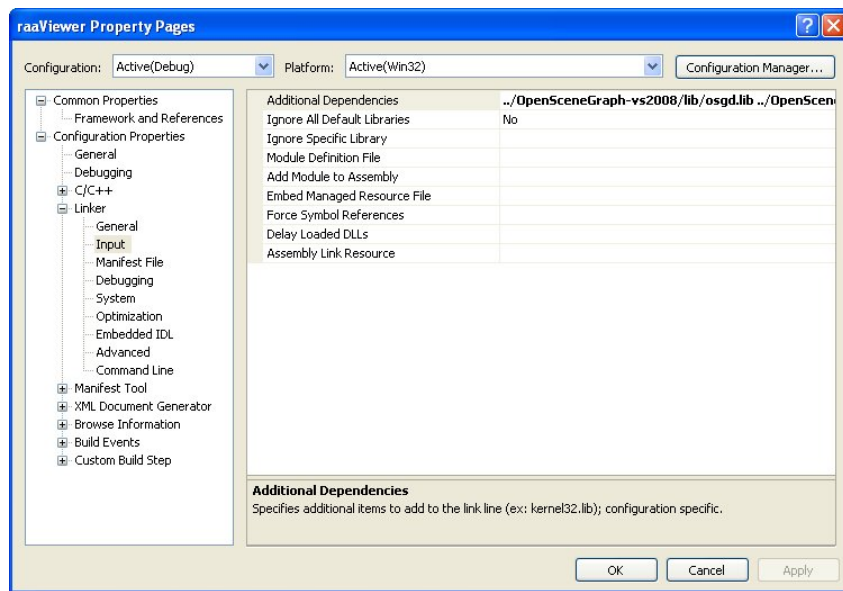 raaViewer Property Pages
Configuration: Active(Debug) Platform: Active(Win32) Configuration Manager...
Common Properties
Framework and References
Configuration Properties
General
Debugging
C/C++
Linker
General
Input
Manifest File
Debugging
System
Optimization
Embedded IDL
Advanced
Command Line
Manifest Tool
XML Document Generator
Browse Information
Build Events
Custom Build Step
Additional Dependencies ../OpenSceneGraph-vs2008/lib/osgd.lib ../OpenScen
Ignore All Default Libraries No
Ignore Specific Library
Module Definition File
Add Module to Assembly
Embed Managed Resource File
Force Symbol References
Delay Loaded DLLs
Assembly Link Resource
Additional Dependencies
Specifies additional items to add to the link line (ex: kernel32.lib); configuration specific.
OK Cancel Apply